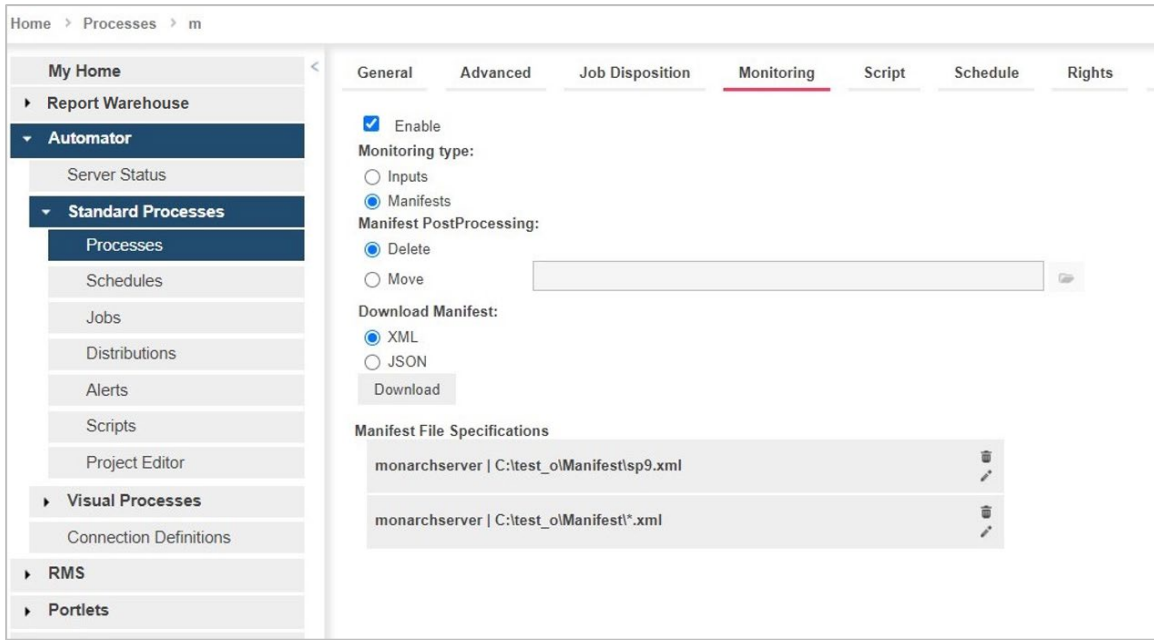 Home > Processes > m
My Home
Report Warehouse
Automator
Server Status
Standard Processes
Processes
Schedules
Jobs
Distributions
Alerts
Scripts
Project Editor
Visual Processes
Connection Definitions
RMS
Portlets
General Advanced Job Disposition Monitoring Script Schedule Rights
Enable
Monitoring type:
Inputs
Manifests
Manifest PostProcessing:
Delete
Move
Download Manifest:
XML
JSON
Download
Manifest File Specifications
monarchserver | C:\test_o\Manifest\sp9.xml
monarchserver | C:\test_o\Manifest\*.xml